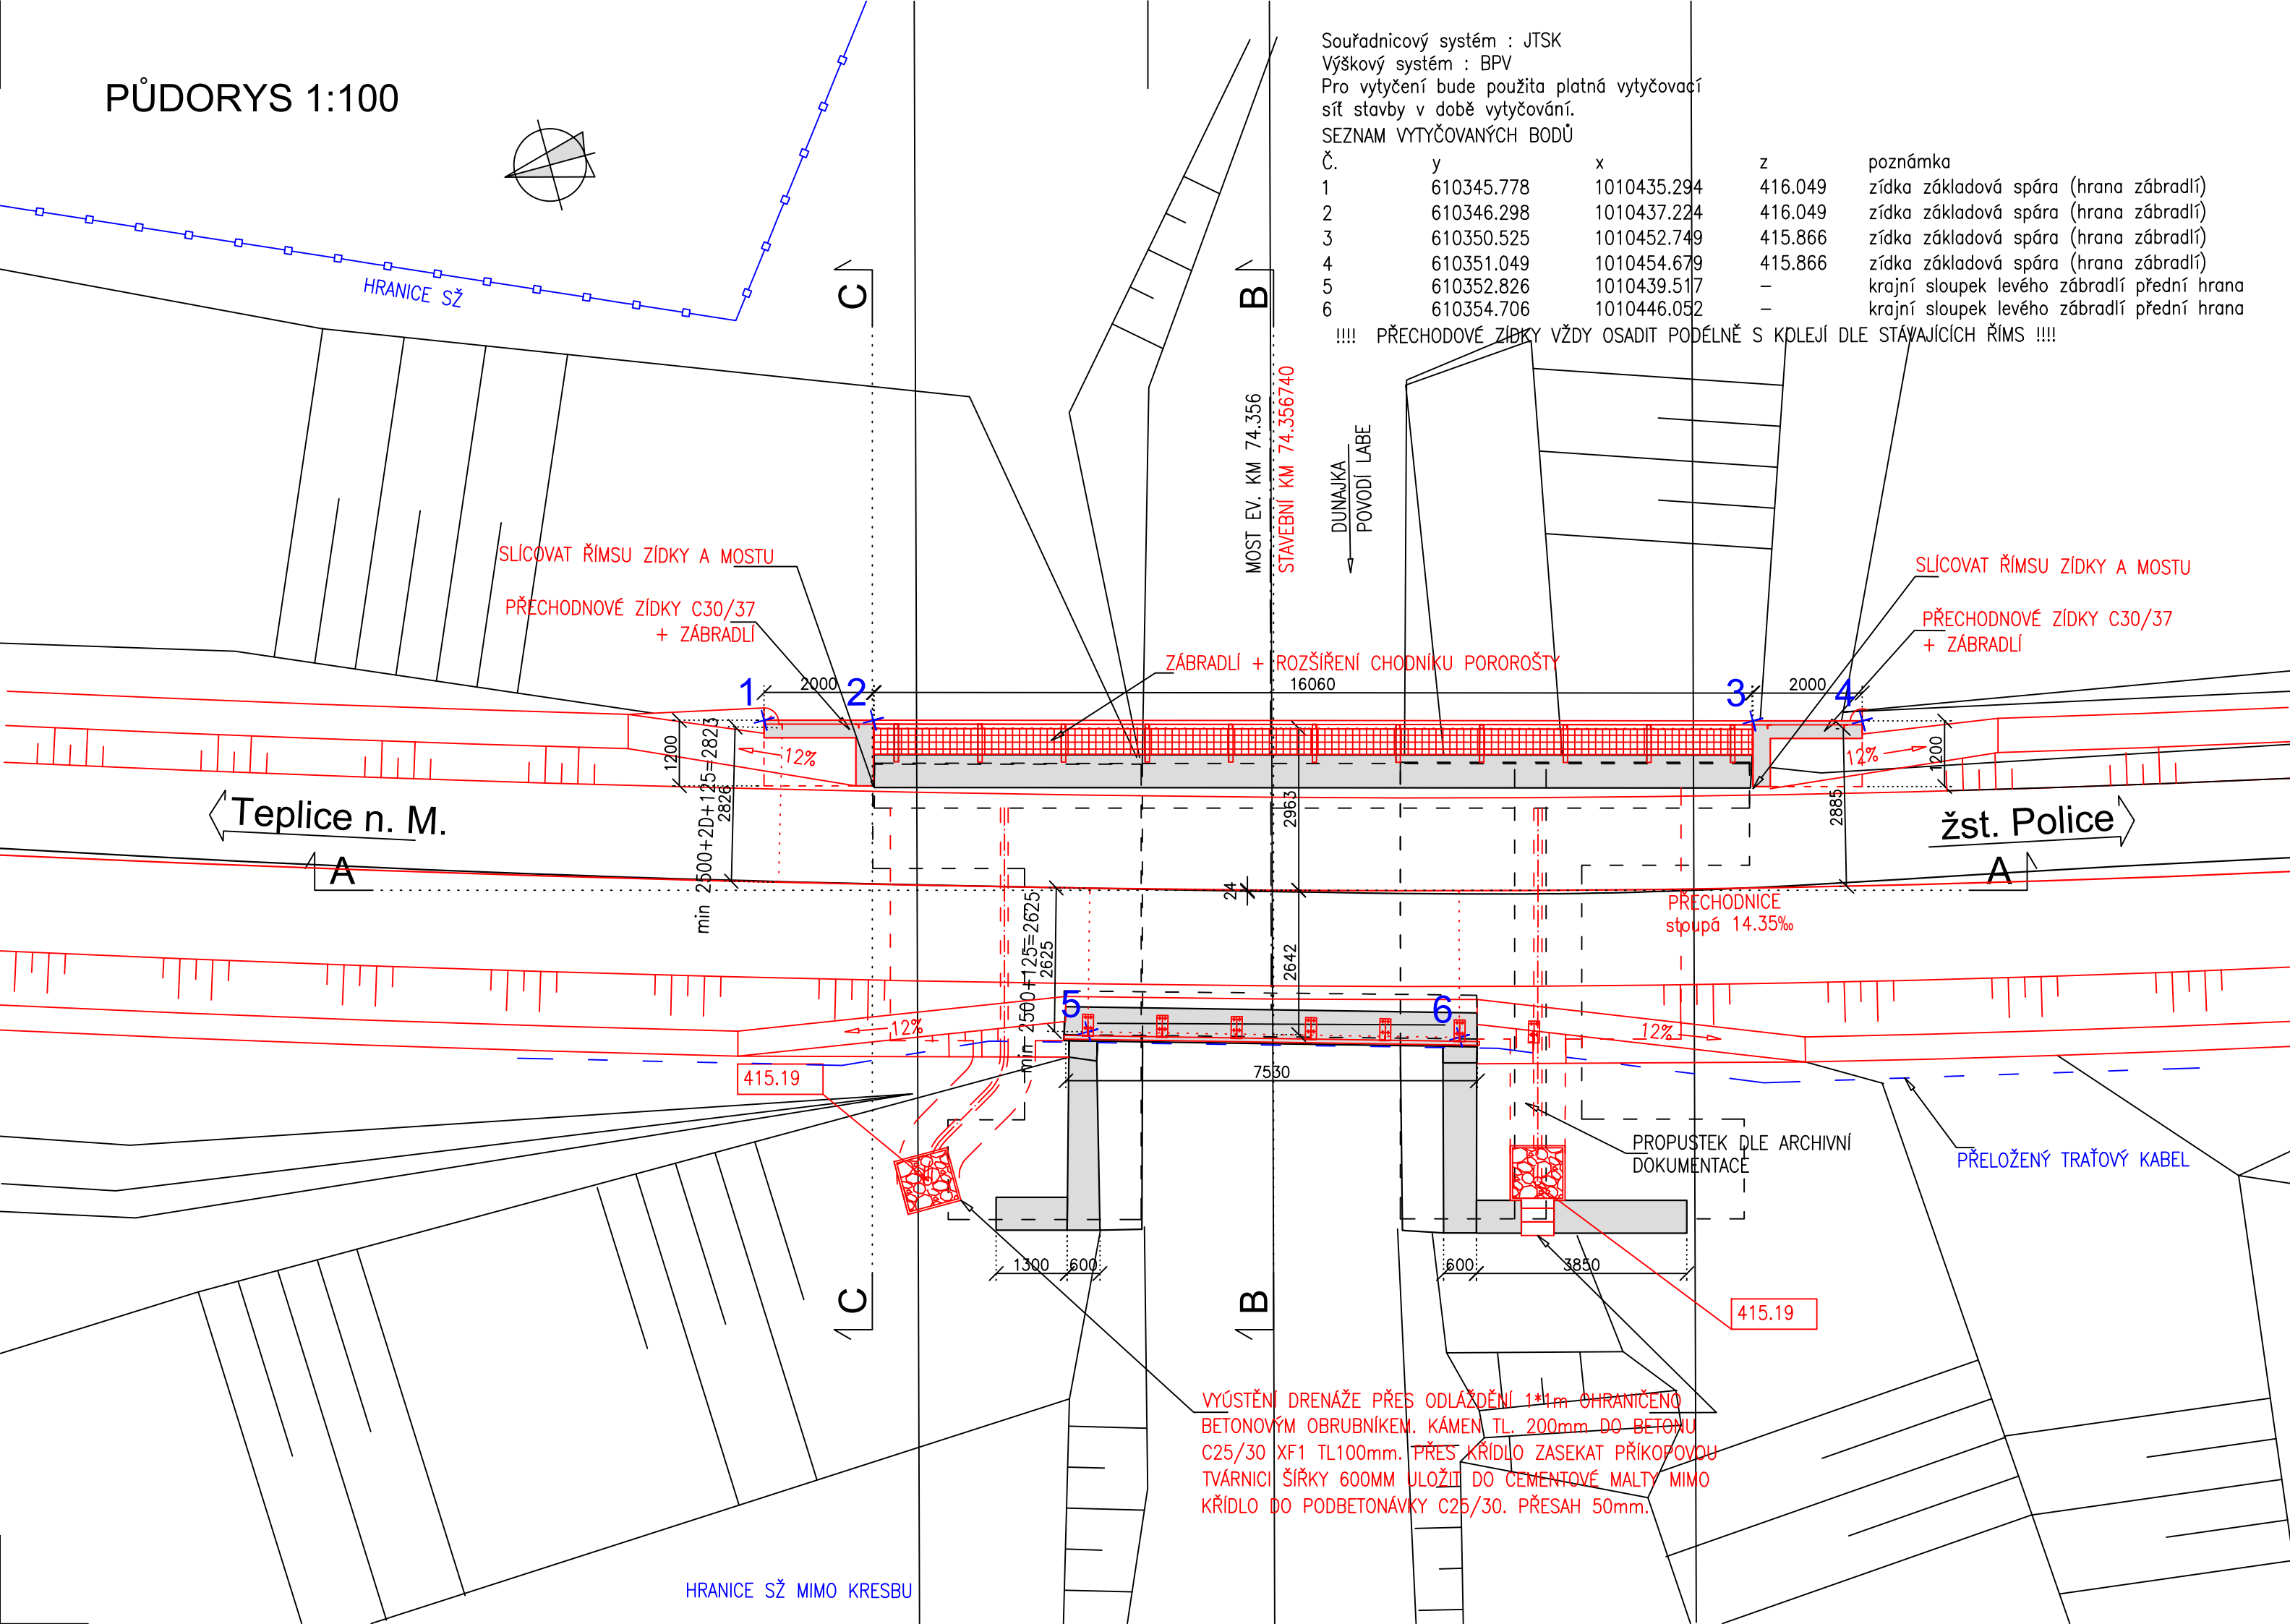 PŮDORYS 1:100
Souřadnicový systém : JTSK
Výškový systém : BPV
Pro vytyčení bude použita platná vytyčovací
síť stavby v době vytyčování.
SEZNAM VYTYČOVANÝCH BODŮ
Č. y x z poznámka
1 610345.778 1010435.294 416.049 zídka základová spára (hrana zábradlí)
2 610346.298 1010437.224 416.049 zídka základová spára (hrana zábradlí)
3 610350.525 1010452.749 415.866 zídka základová spára (hrana zábradlí)
4 610351.049 1010454.679 415.866 zídka základová spára (hrana zábradlí)
5 610352.826 1010439.517 – krajní sloupek levého zábradlí přední hrana
6 610354.706 1010446.052 – krajní sloupek levého zábradlí přední hrana
!!!! PŘECHODOVÉ ZÍDKY VŽDY OSADIT PODÉLNĚ S KOLEJÍ DLE STÁVAJÍCÍCH ŘÍMS !!!!
HRANICE SŽ
C
B
MOST EV. KM 74.356
STAVEBNÍ KM 74.356740
DUNAJKA
POVODÍ LABE
SLÍCOVAT ŘÍMSU ZÍDKY A MOSTU
PŘECHODNOVÉ ZÍDKY C30/37
+ ZÁBRADLÍ
SLÍCOVAT ŘÍMSU ZÍDKY A MOSTU
PŘECHODNOVÉ ZÍDKY C30/37
+ ZÁBRADLÍ
ZÁBRADLÍ + ROZŠÍŘENÍ CHODNÍKU POROROŠTY
1
2000
2
16060
3
2000
4
1200
12%
12%
1200
min 2500+2D+125=2823
2826
2963
2885
Teplice n. M.
žst. Police
A
A
24
PŘECHODNICE
stoupá 14.35‰
min 2500+125=2625
2625
2642
5
6
12%
12%
7530
415.19
PROPUSTEK DLE ARCHIVNÍ
DOKUMENTACE
PŘELOŽENÝ TRAŤOVÝ KABEL
1300
600
600
3850
C
B
415.19
VYÚSTĚNÍ DRENÁŽE PŘES ODLÁŽDĚNÍ 1*1m OHRANIČENO
BETONOVÝM OBRUBNÍKEM. KÁMEN TL. 200mm DO BETONU
C25/30 XF1 TL100mm. PŘES KŘÍDLO ZASEKAT PŘÍKOPOVOU
TVÁRNICI ŠÍŘKY 600MM ULOŽIT DO CEMENTOVÉ MALTY MIMO
KŘÍDLO DO PODBETONÁVKY C25/30. PŘESAH 50mm.
HRANICE SŽ MIMO KRESBU